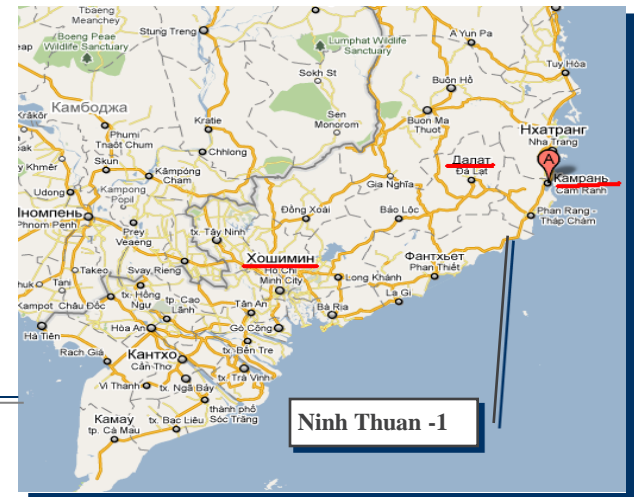 Tbaeng
Meanchey
Stung Treng
Boeng Peae
Wildlife Sanctuary
Lumphat Wildlife
Sanctuary
A Yun Pa
Tuy Hòa
Sokh St
Buôn Hồ
Камбоджа
Kratie
Sen
Monorom
Buon Ma
Thuot
Нхатранг
Nha Trang
Phumi
Tnaôt Chum
Chhlong
Skun
Kâmpóng
Cham
Далат
Đà Lạt
Камрань
Cam Ranh
Gia Nghĩa
Udong
Kampong
Popil
Đồng Xoài
Bảo Lộc
Phan Rang -
Tháp Chàm
Phnom Penh
Prey
Veaeng
tx. Tây Ninh
Хошимин
Ho Chi
Minh City
Фантхьет
Phan Thiết
Takeo
Svay Rieng
Long Khánh
Tani
La Gi
Kampot
Châu Đốc
tx. Hồng
Ngự
tp. Cao
Lãnh
Tân An
Bà Rịa
Hà Tiên
Hòa An
Gò Công
Rạch Giá
Кантхо
Cần Thơ
tx. Bến Tre
Vị Thanh
tx. Ngã Bảy
tx. Trà Vinh
Камау
tp. Cà Mau
tx. Bạc Liêu
thành phố
Sóc Trăng
A
Ninh Thuan -1